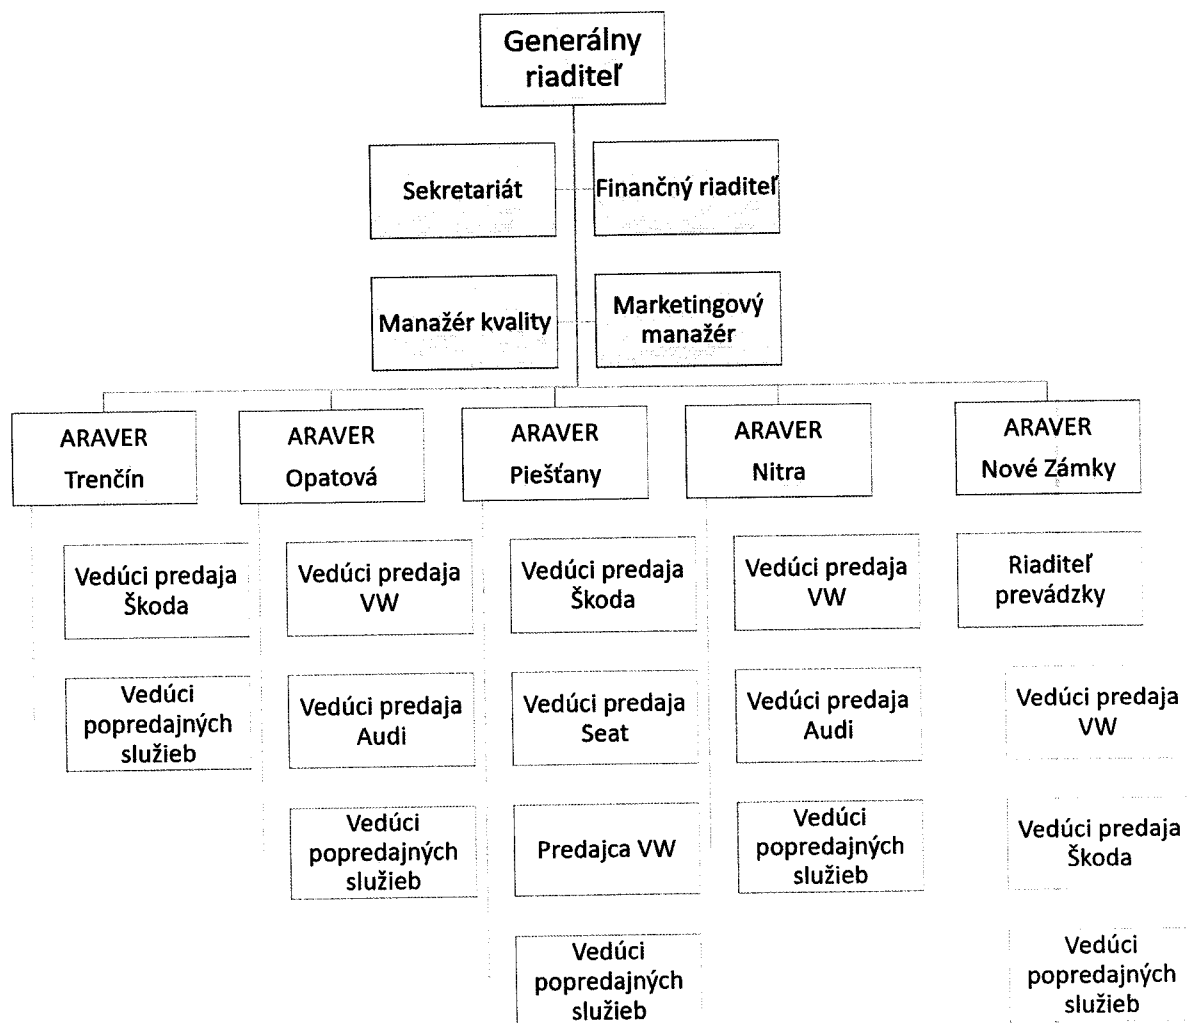 Generálny
riaditeľ
Sekretariát
Finančný riaditeľ
Manažér kvality
Marketingový
manažér
ARAVER
Trenčín
ARAVER
Opatová
ARAVER
Piešťany
ARAVER
Nitra
ARAVER
Nové Zámky
Vedúci predaja
Škoda
Vedúci predaja
VW
Vedúci predaja
Škoda
Vedúci predaja
VW
Riaditeľ
prevádzky
Vedúci
popredajných
služieb
Vedúci predaja
Audi
Vedúci predaja
Seat
Vedúci predaja
Audi
Vedúci predaja
VW
Vedúci
popredajných
služieb
Predajca VW
Vedúci
popredajných
služieb
Vedúci predaja
Škoda
Vedúci
popredajných
služieb
Vedúci
popredajných
služieb